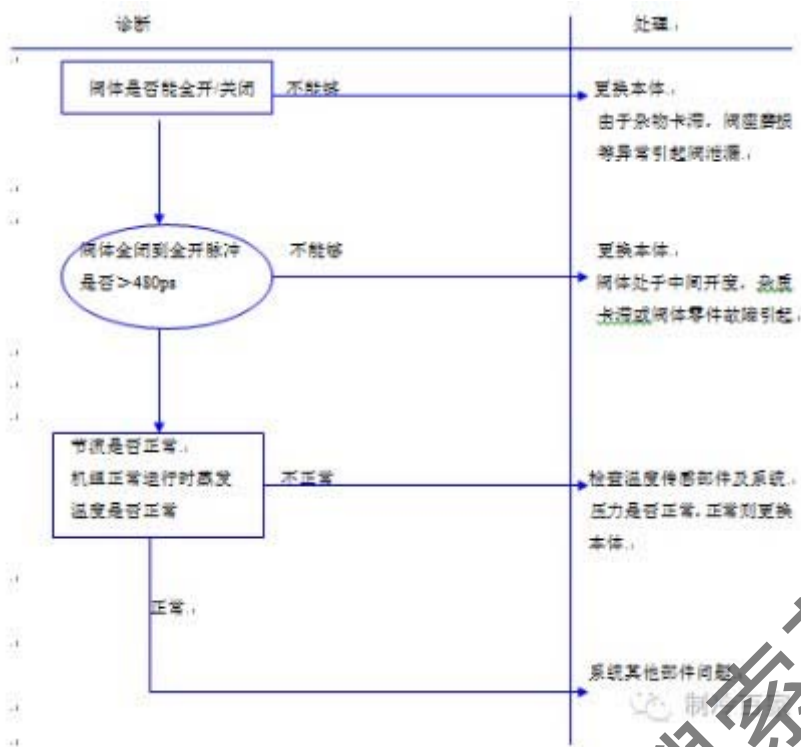 诊断
处理
阀体是否能全开/关闭
不能够
更换本体
由于杂物卡滞，阀座磨损
等异常引起阀泄漏
阀体全闭到全开脉冲
是否＞480ps
不能够
更换本体
阀体处于中间开度，杂质
卡滞或阀体零件故障引起
节流是否正常
机组正常运行时蒸发
温度是否正常
不正常
检查温度传感部件及系统
压力是否正常，正常则更换
本体
正常
系统其他部件问题